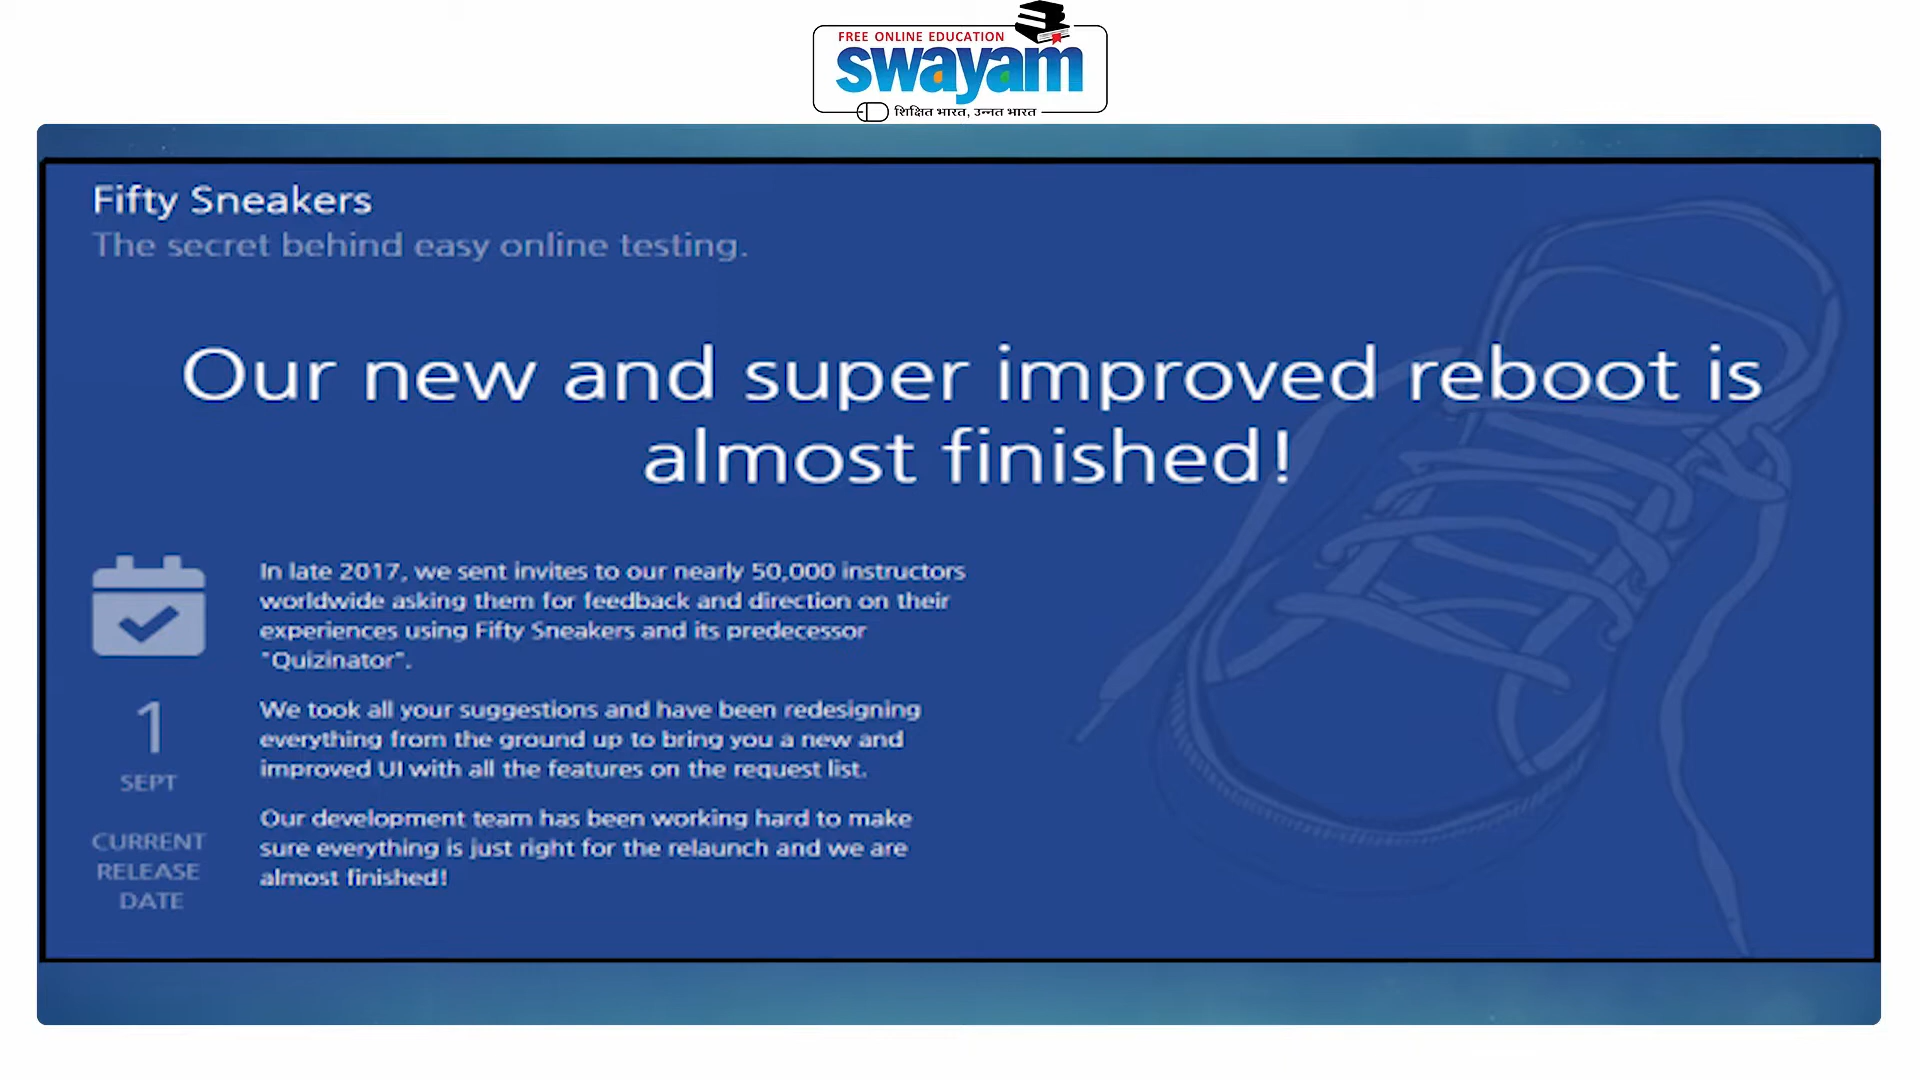 FREE ONLINE EDUCATION
swayam
शिक्षित भारत, उन्नत भारत
Fifty Sneakers
The secret behind easy online testing.
Our new and super improved reboot is
almost finished!
In late 2017, we sent invites to our nearly 50,000 instructors
worldwide asking them for feedback and direction on their
experiences using Fifty Sneakers and its predecessor
"Quizinator".
1
SEPT
We took all your suggestions and have been redesigning
everything from the ground up to bring you a new and
improved UI with all the features on the request list.
CURRENT
RELEASE
DATE
Our development team has been working hard to make
sure everything is just right for the relaunch and we are
almost finished!